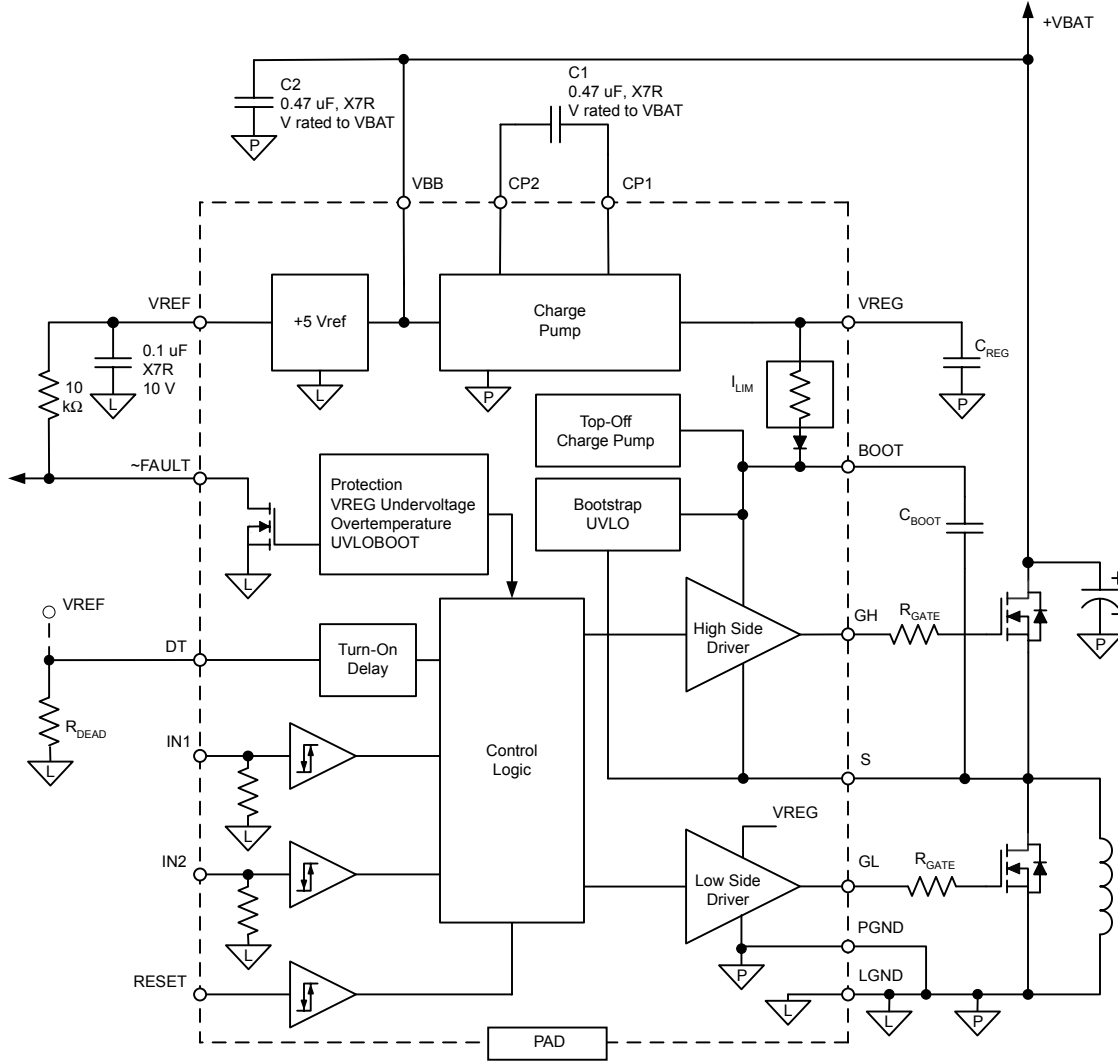 +VBAT
C2
0.47 uF, X7R
V rated to VBAT
C1
0.47 uF, X7R
V rated to VBAT
P
VBB
CP2
CP1
VREF
+5 Vref
Charge
Pump
VREG
0.1 uF
X7R
10 V
10
kΩ
L
L
P
CREG
P
ILIM
Top-Off
Charge Pump
BOOT
~FAULT
Protection
VREG Undervoltage
Overtemperature
UVLOBOOT
Bootstrap
UVLO
CBOOT
L
VREF
High Side
Driver
GH
RGATE
+
-
P
DT
Turn-On
Delay
RDEAD
L
IN1
Control
Logic
S
L
VREG
IN2
Low Side
Driver
GL
RGATE
L
PGND
P
RESET
LGND
L
L
P
PAD